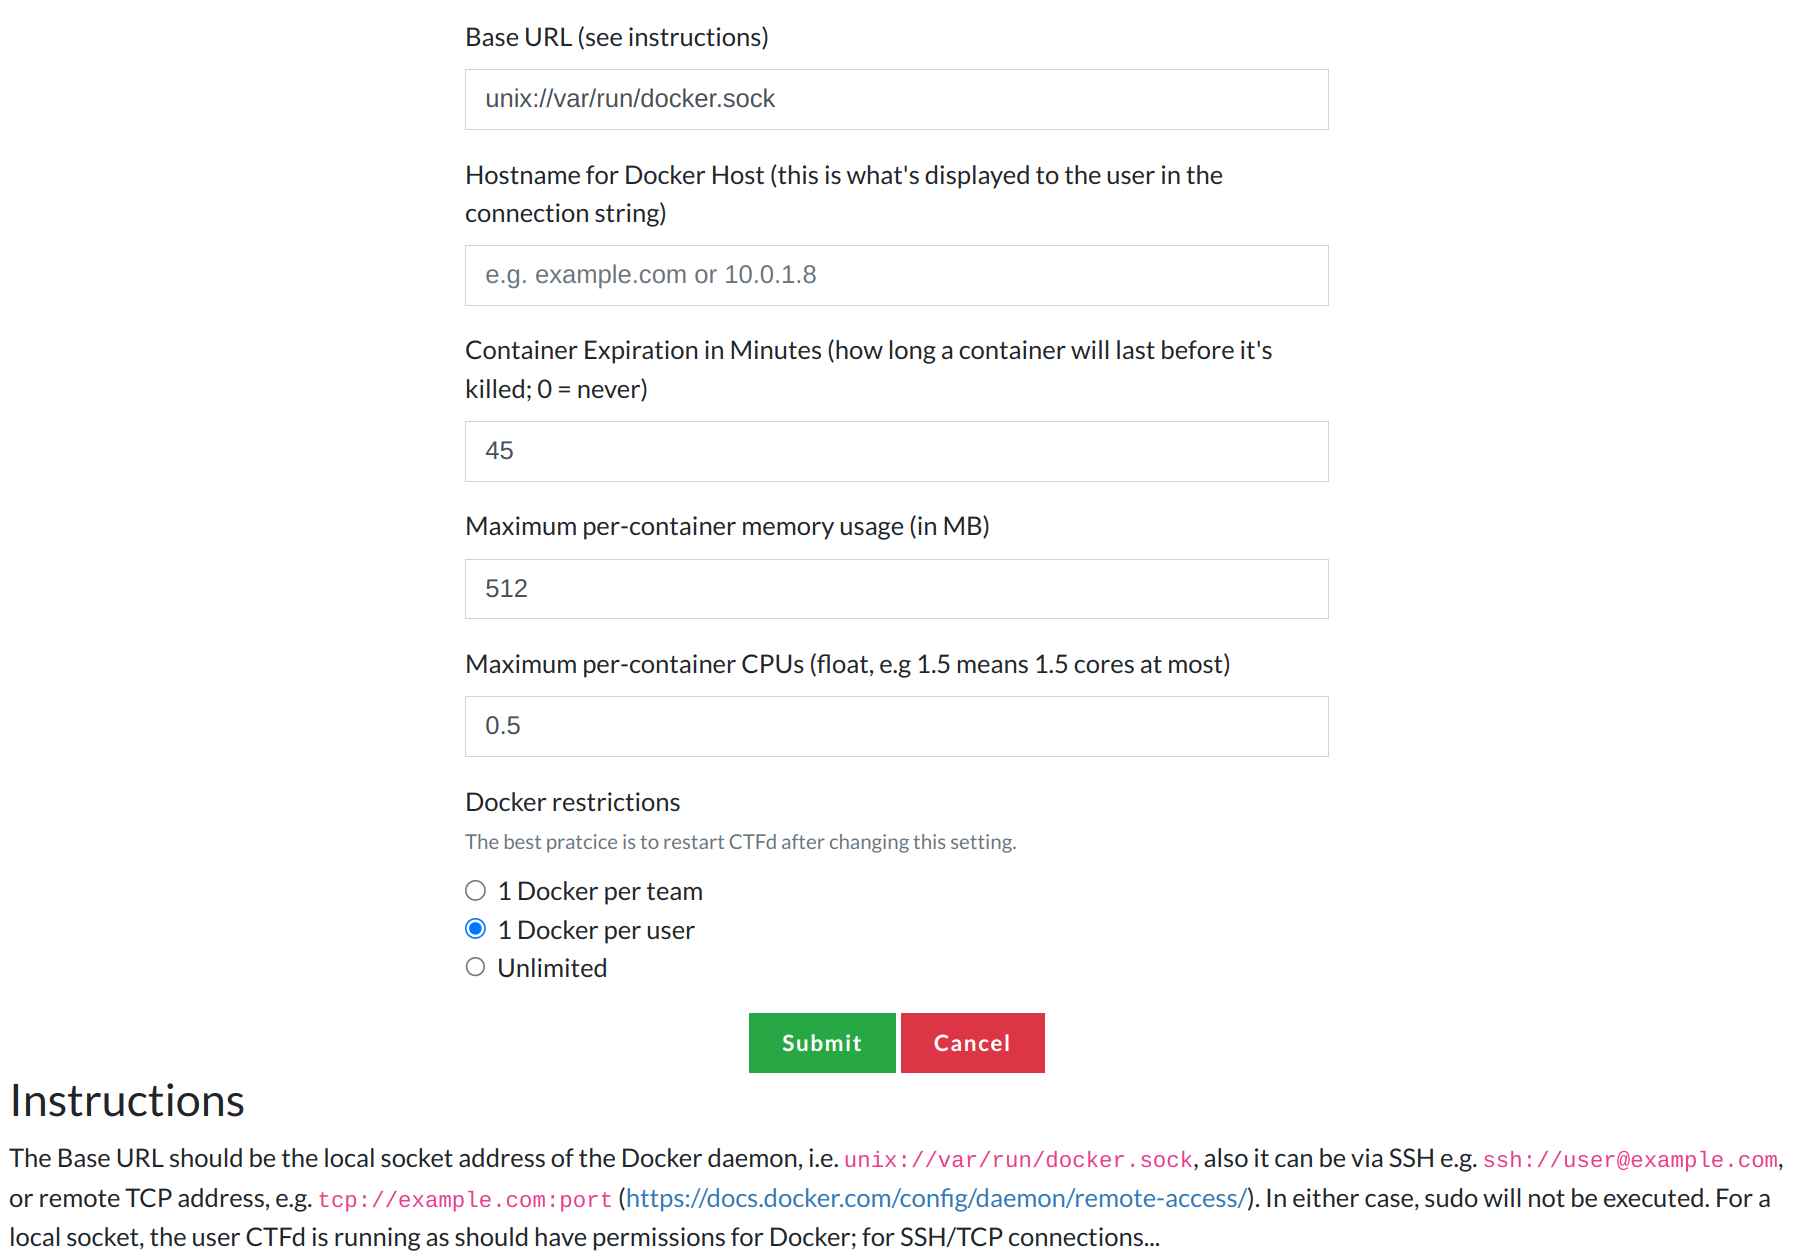 Base URL (see instructions)
unix://var/run/docker.sock
Hostname for Docker Host (this is what's displayed to the user in the
connection string)
e.g. example.com or 10.0.1.8
Container Expiration in Minutes (how long a container will last before it's
killed; 0 = never)
45
Maximum per-container memory usage (in MB)
512
Maximum per-container CPUs (float, e.g 1.5 means 1.5 cores at most)
0.5
Docker restrictions
The best pratcice is to restart CTFd after changing this setting.
1 Docker per team
1 Docker per user
Unlimited
Submit Cancel
Instructions
The Base URL should be the local socket address of the Docker daemon, i.e. unix://var/run/docker.sock, also it can be via SSH e.g. ssh://user@example.com,
or remote TCP address, e.g. tcp://example.com:port (https://docs.docker.com/config/daemon/remote-access/). In either case, sudo will not be executed. For a
local socket, the user CTFd is running as should have permissions for Docker; for SSH/TCP connections...